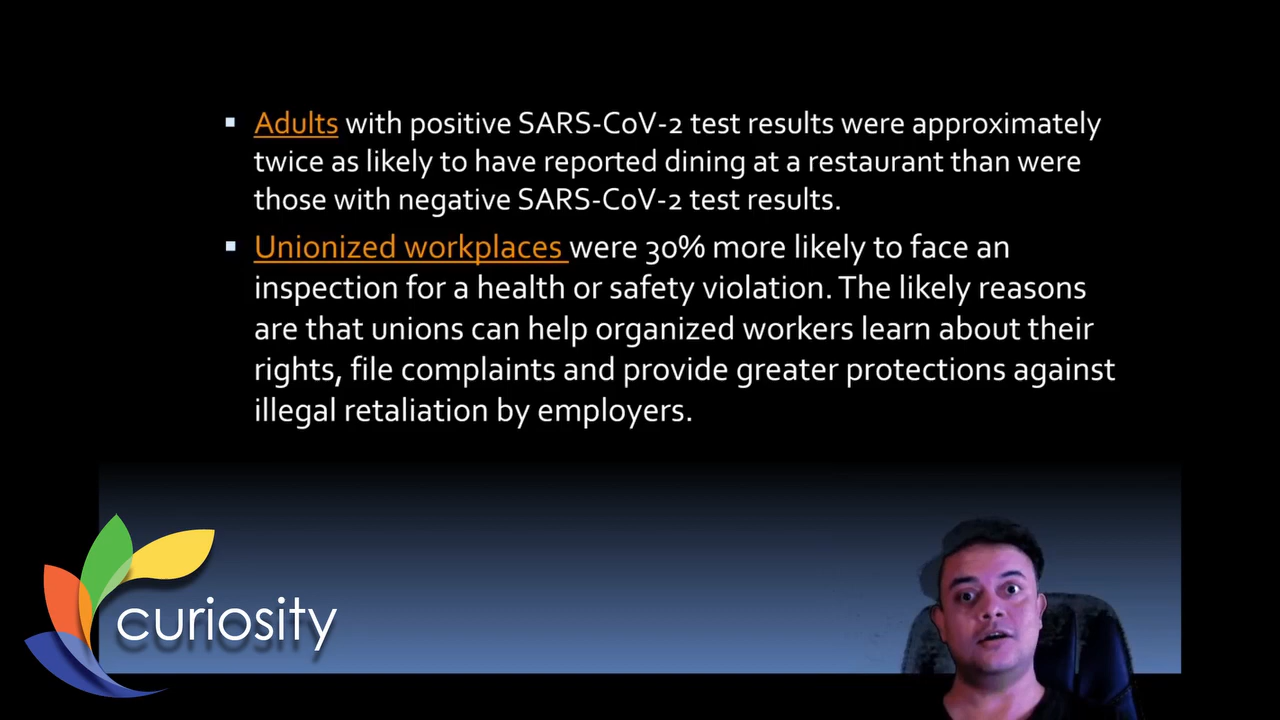 Adults with positive SARS-CoV-2 test results were approximately
twice as likely to have reported dining at a restaurant than were
those with negative SARS-CoV-2 test results.
Unionized workplaces were 30% more likely to face an
inspection for a health or safety violation. The likely reasons
are that unions can help organized workers learn about their
rights, file complaints and provide greater protections against
illegal retaliation by employers.
curiosity